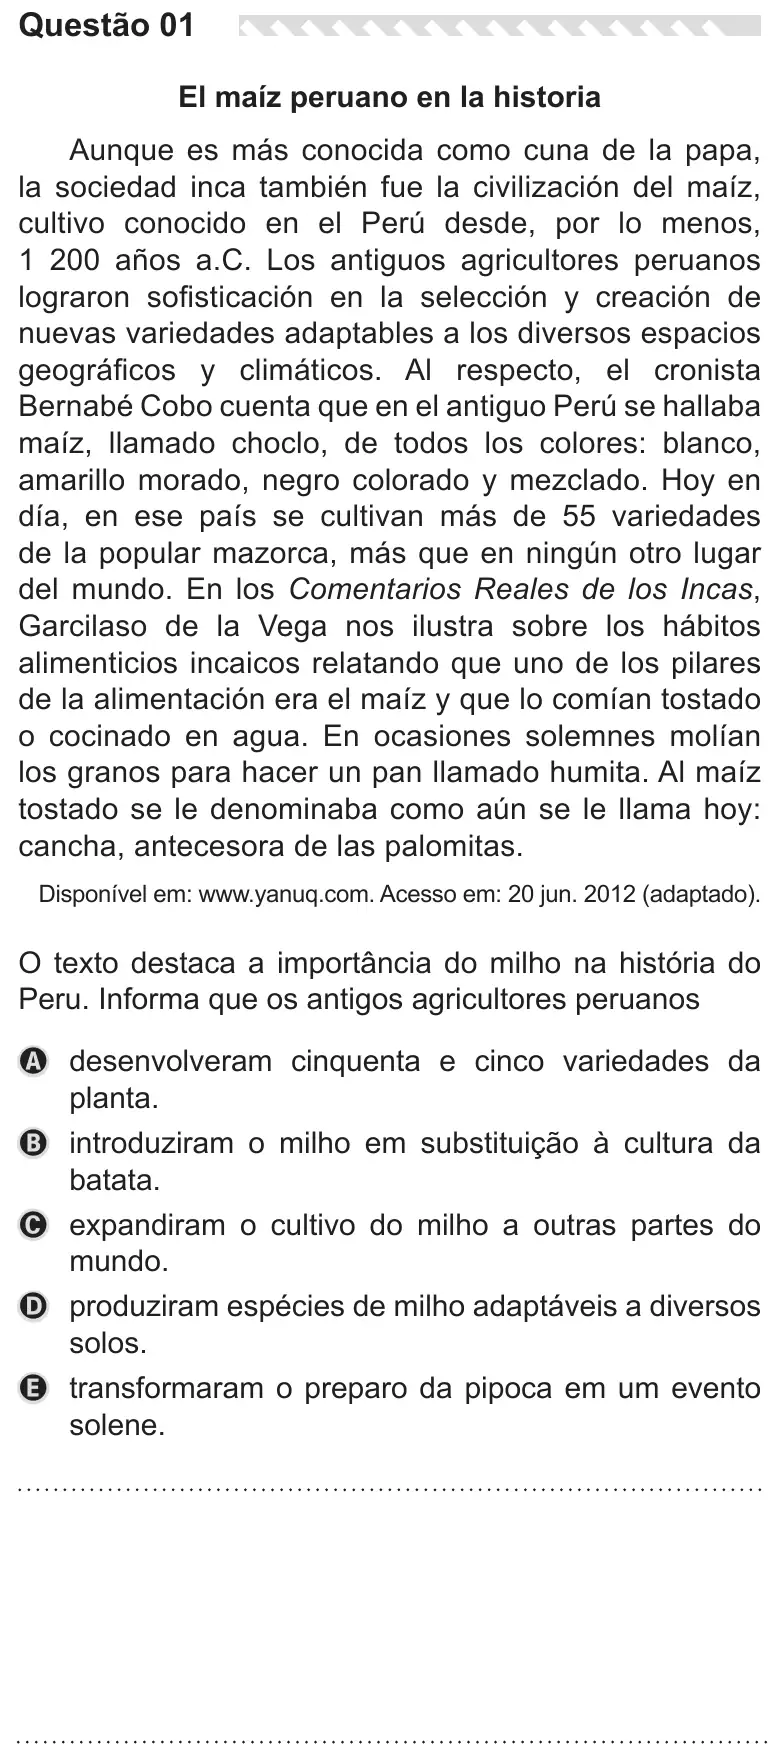 Questão 01
El maíz peruano en la historia
Aunque es más conocida como cuna de la papa,
la sociedad inca también fue la civilización del maíz,
cultivo conocido en el Perú desde, por lo menos,
1 200 años a.C. Los antiguos agricultores peruanos
lograron sofisticación en la selección y creación de
nuevas variedades adaptables a los diversos espacios
geográficos y climáticos. Al respecto, el cronista
Bernabé Cobo cuenta que en el antiguo Perú se hallaba
maíz, llamado choclo, de todos los colores: blanco,
amarillo morado, negro colorado y mezclado. Hoy en
día, en ese país se cultivan más de 55 variedades
de la popular mazorca, más que en ningún otro lugar
del mundo. En los Comentarios Reales de los Incas,
Garcilaso de la Vega nos ilustra sobre los hábitos
alimenticios incaicos relatando que uno de los pilares
de la alimentación era el maíz y que lo comían tostado
o cocinado en agua. En ocasiones solemnes molían
los granos para hacer un pan llamado humita. Al maíz
tostado se le denominaba como aún se le llama hoy:
cancha, antecesora de las palomitas.
Disponível em: www.yanuq.com. Acesso em: 20 jun. 2012 (adaptado).
O texto destaca a importância do milho na história do
Peru. Informa que os antigos agricultores peruanos
A desenvolveram cinquenta e cinco variedades da
planta.
B introduziram o milho em substituição à cultura da
batata.
C expandiram o cultivo do milho a outras partes do
mundo.
D produziram espécies de milho adaptáveis a diversos
solos.
E transformaram o preparo da pipoca em um evento
solene.